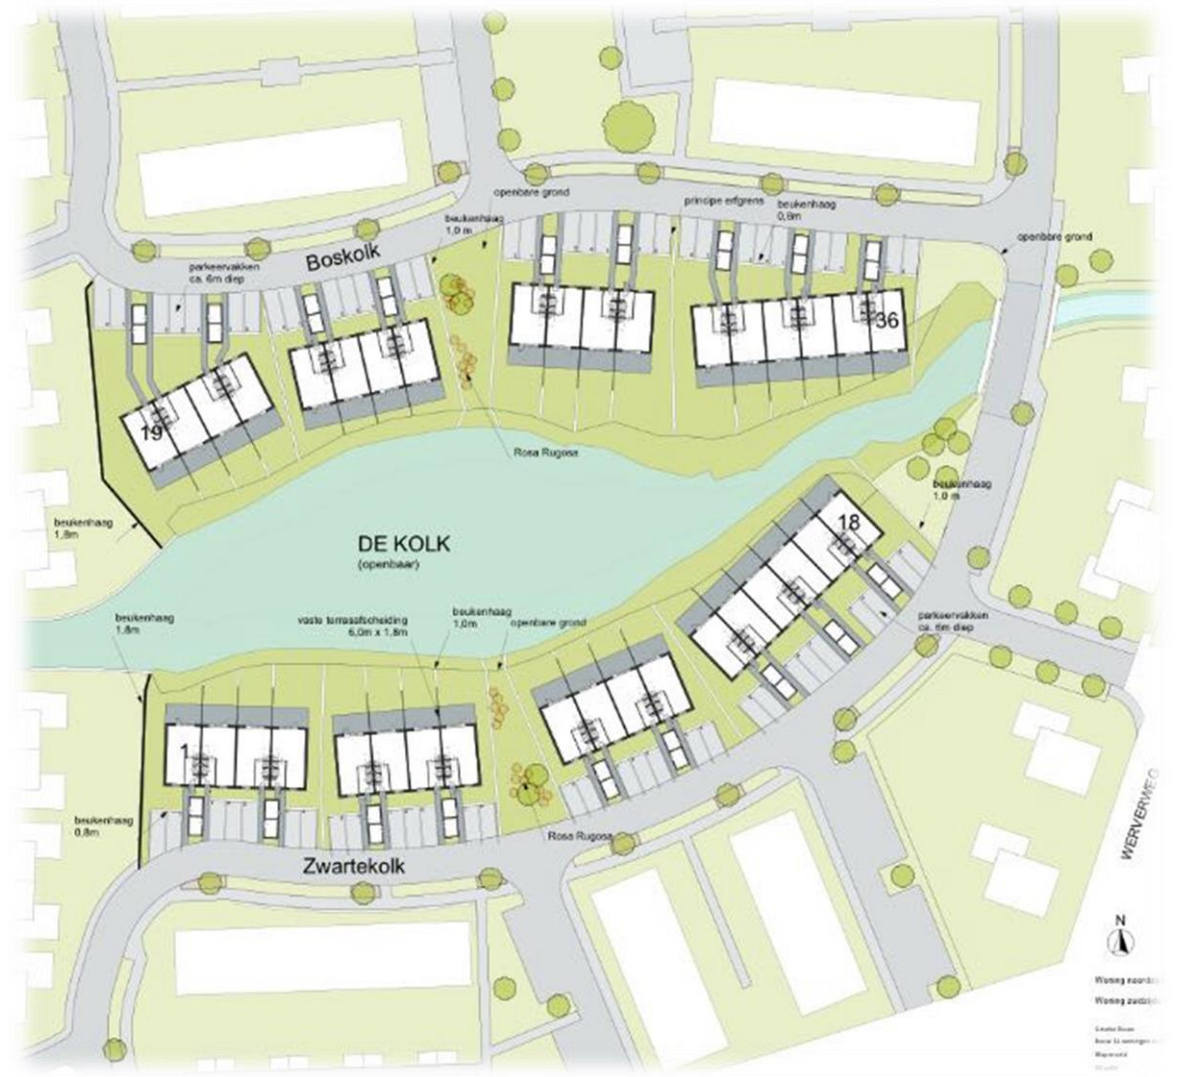 openbare grond
principe erfgrens
beukenhaag
0,8m
beukenhaag
1,0 m
openbare grond
Boskolk
parkeervakken
ca. 6m diep
36
19
Rosa Rugosa
beukenhaag
1,0 m
18
beukenhaag
1,8m
DE KOLK
(openbaar)
beukenhaag
1,8m
vaste terrasafscheiding
6,0m x 1,8m
beukenhaag
1,0m
openbare grond
parkeervakken
ca. 6m diep
1
beukenhaag
0,8m
Rosa Rugosa
Zwartekolk
WERVERWEG
N
Woning
Woning